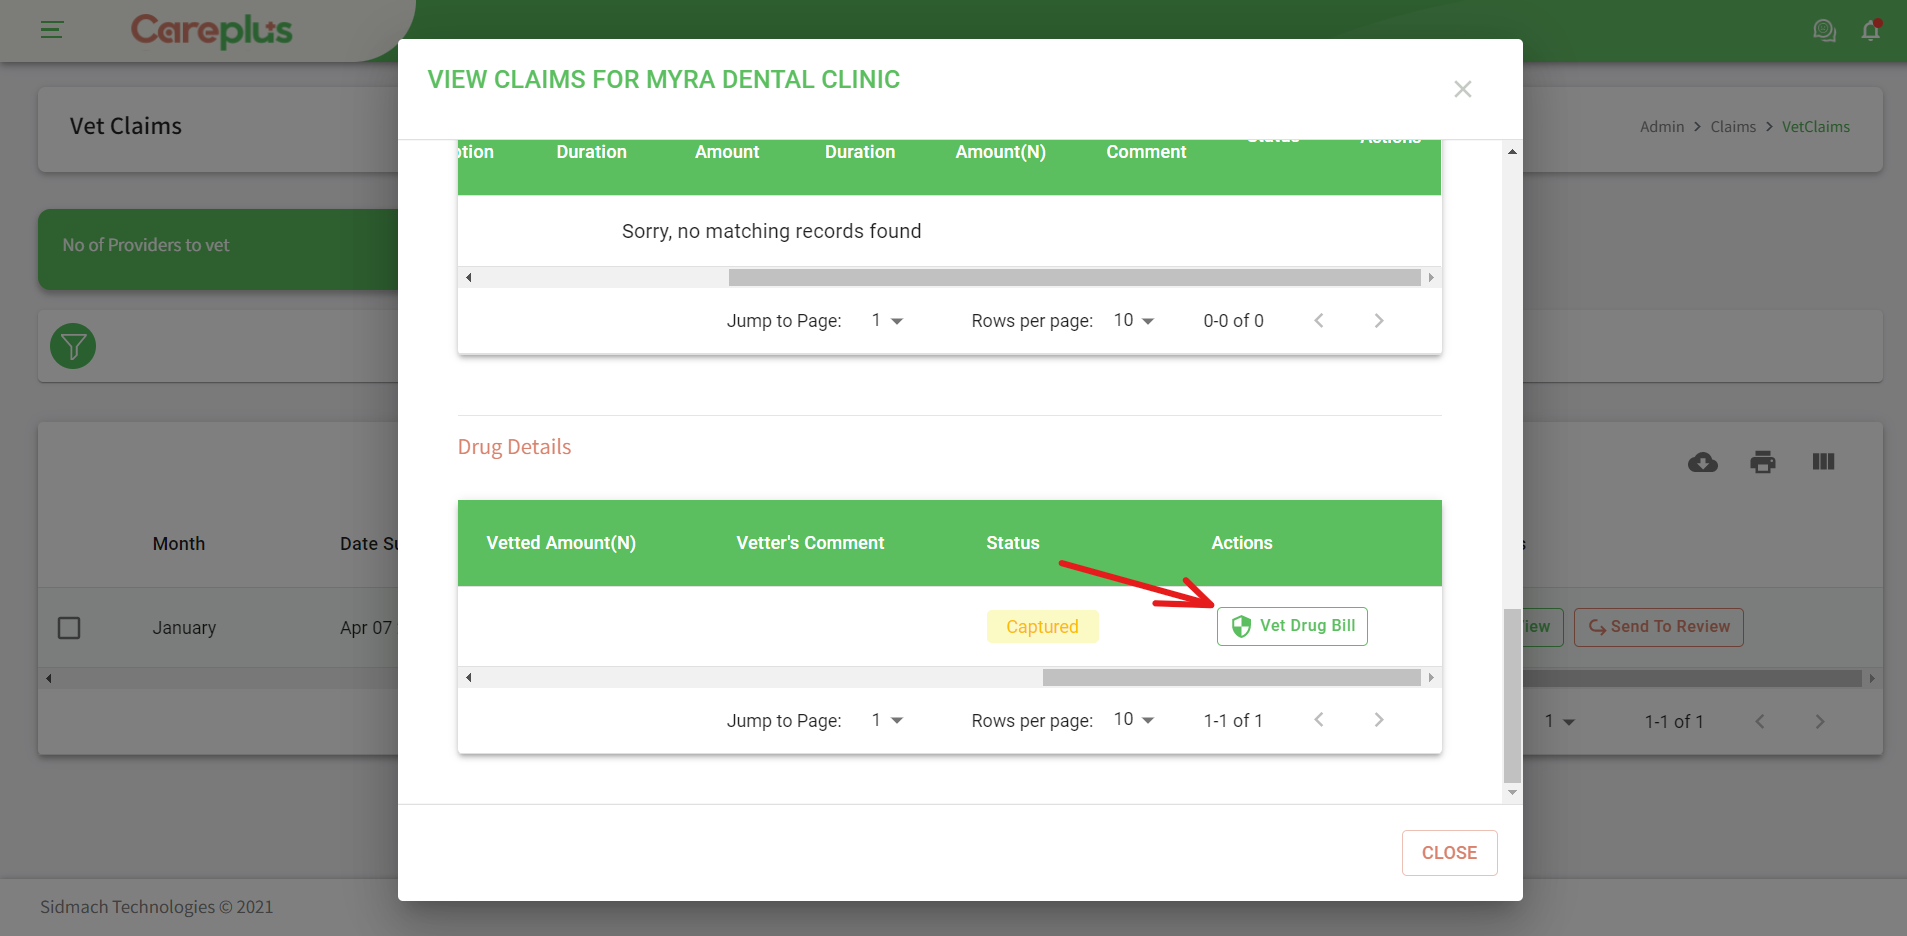 Careplus
VIEW CLAIMS FOR MYRA DENTAL CLINIC
Vet Claims
Admin > Claims > VetClaims
Duration Amount Duration Amount(N) Comment Status Actions
No of Providers to vet
Sorry, no matching records found
Jump to Page: 1 Rows per page: 10 0-0 of 0
Drug Details
Vetted Amount(N) Vetter's Comment Status Actions
Month Date
Captured Vet Drug Bill
January Apr 07
Send To Review
Jump to Page: 1 Rows per page: 10 1-1 of 1
1 1-1 of 1
CLOSE
Sidmach Technologies © 2021